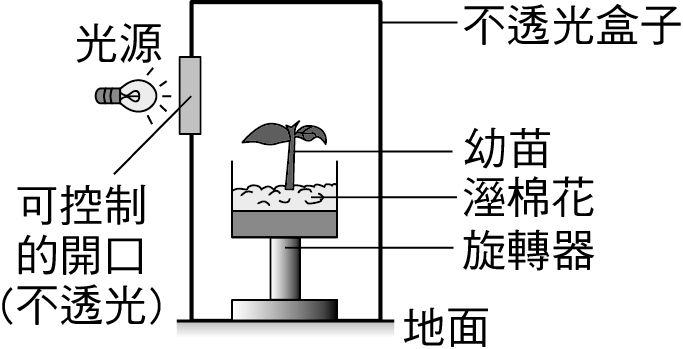 光源
不透光盒子
幼苗
溼棉花
旋轉器
可控制
的開口
(不透光)
地面